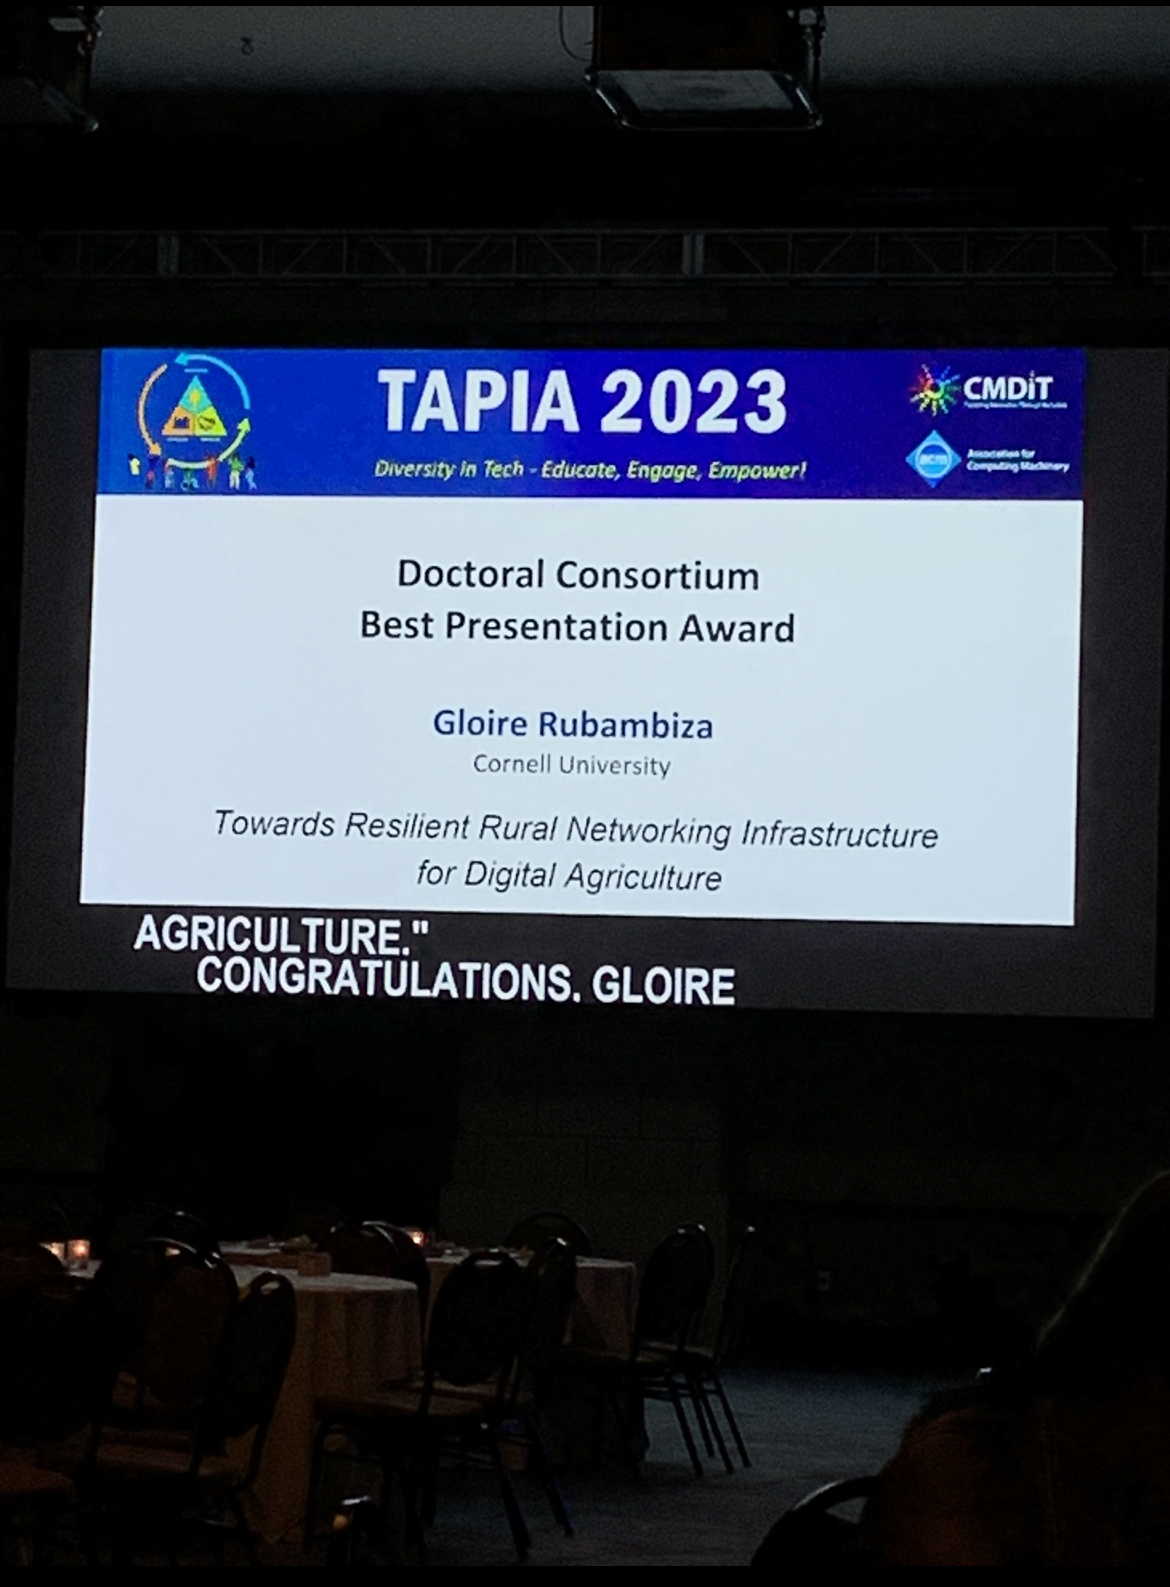 TAPIA 2023
Diversity in Tech - Educate, Engage, Empower!
CMDiT
acm
Association for
Computing Machinery
Doctoral Consortium
Best Presentation Award
Gloire Rubambiza
Cornell University
Towards Resilient Rural Networking Infrastructure
for Digital Agriculture
AGRICULTURE."
CONGRATULATIONS. GLOIRE